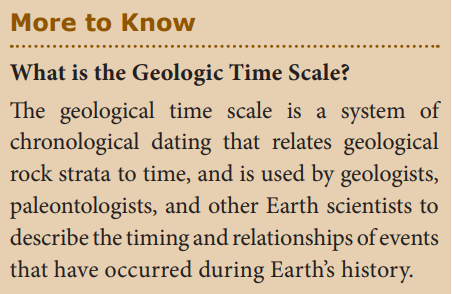 More to Know
What is the Geologic Time Scale?
The geological time scale is a system of
chronological dating that relates geological
rock strata to time, and is used by geologists,
paleontologists, and other Earth scientists to
describe the timing and relationships of events
that have occurred during Earth's history.